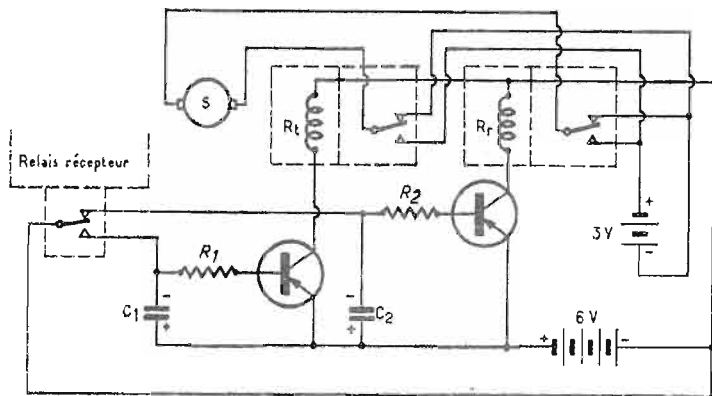 S
Rt
Rr
Relais récepteur
R2
+
3 V
-
R1
-
C1
+
-
C2
+
6 V
+
-